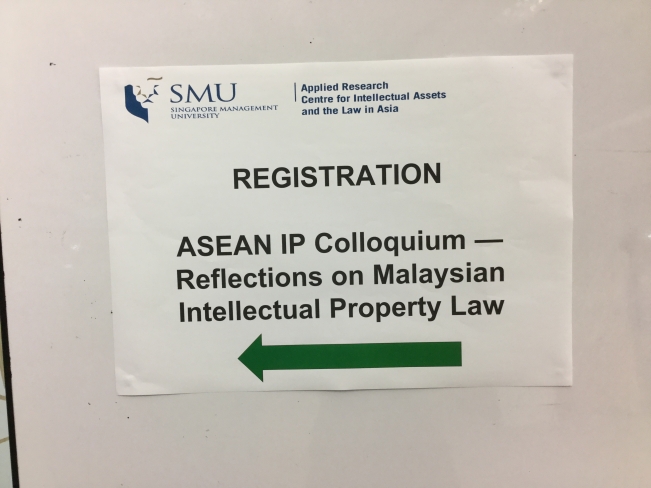 SMU
SINGAPORE MANAGEMENT
UNIVERSITY
Applied Research
Centre for Intellectual Assets
and the Law in Asia
REGISTRATION
ASEAN IP Colloquium —
Reflections on Malaysian
Intellectual Property Law